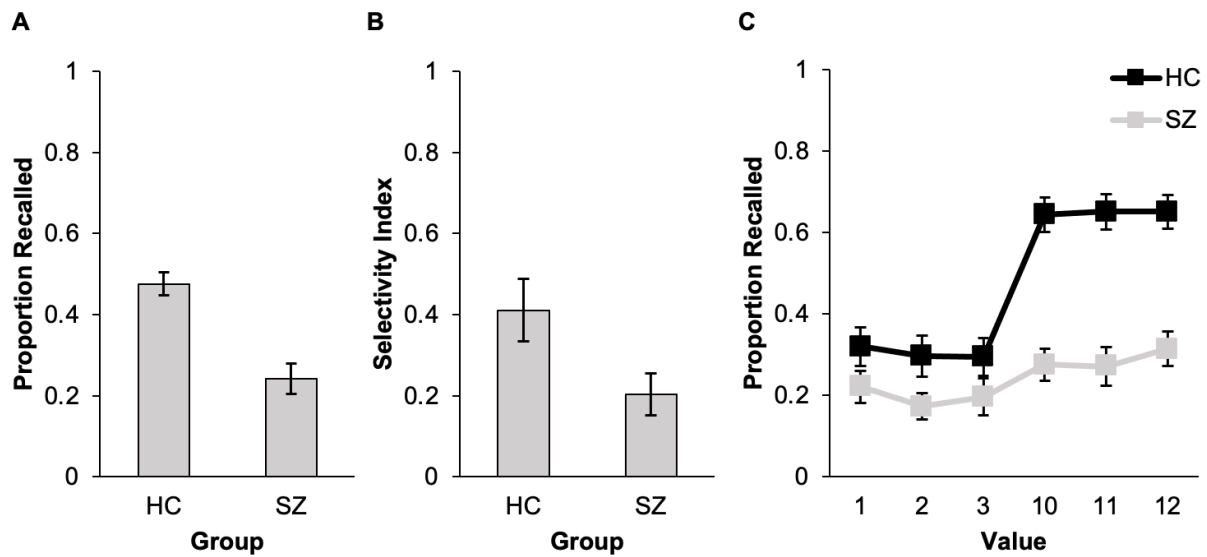 A
Proportion Recalled
1
0.8
0.6
0.4
0.2
0
HC SZ
Group
B
Selectivity Index
1
0.8
0.6
0.4
0.2
0
HC SZ
Group
C
Proportion Recalled
1
0.8
0.6
0.4
0.2
0
1 2 3 10 11 12
Value
HC
SZ